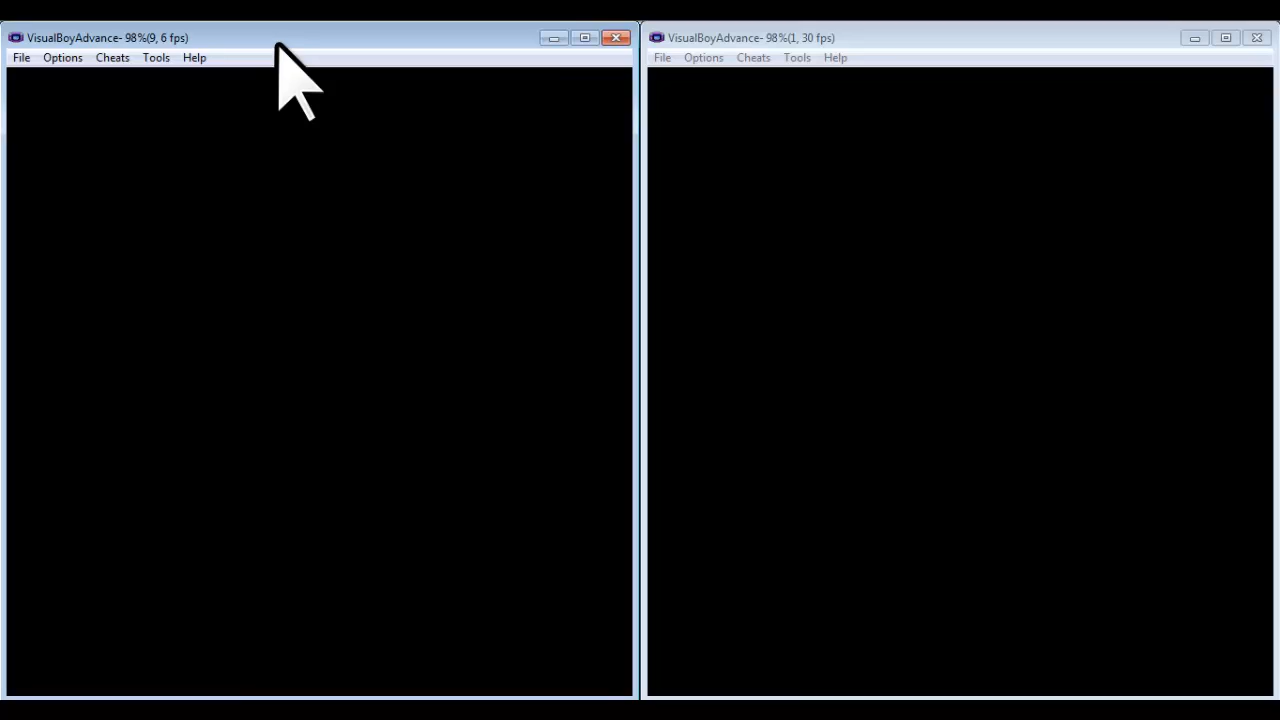 VisualBoyAdvance- 98%(9, 6 fps)
File Options Cheats Tools Help
VisualBoyAdvance- 98%(1, 30 fps)
File Options Cheats Tools Help